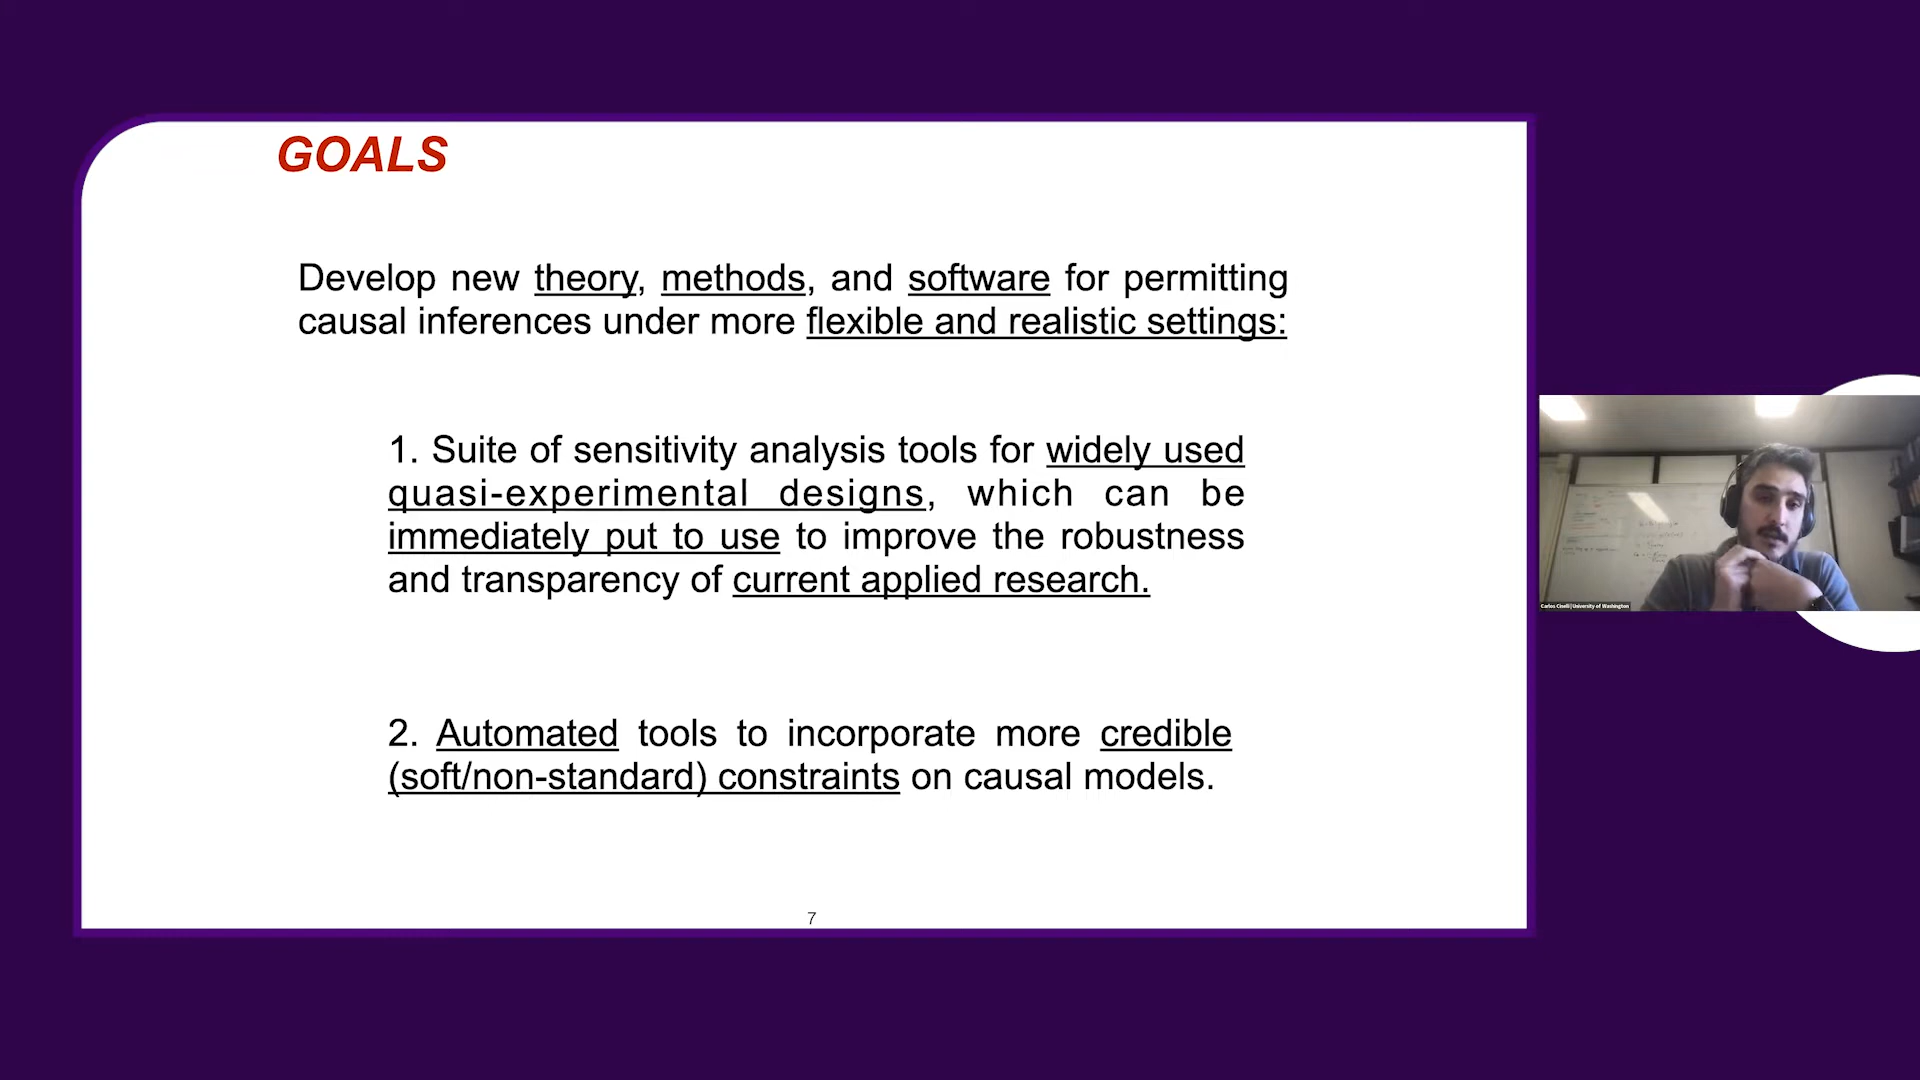 GOALS
Develop new theory, methods, and software for permitting
causal inferences under more flexible and realistic settings:
1. Suite of sensitivity analysis tools for widely used
quasi-experimental designs, which can be
immediately put to use to improve the robustness
and transparency of current applied research.
2. Automated tools to incorporate more credible
(soft/non-standard) constraints on causal models.
7
Carlos Cinelli | University of Washington